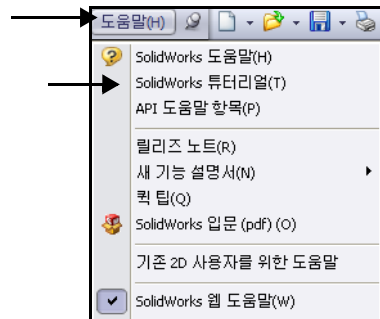 도움말(H)
SolidWorks 도움말(H)
SolidWorks 튜터리얼(T)
API 도움말 항목(P)
릴리즈 노트(R)
새 기능 설명서(N)
퀵 팁(Q)
SolidWorks 입문 (pdf) (O)
기존 2D 사용자를 위한 도움말
SolidWorks 웹 도움말(W)